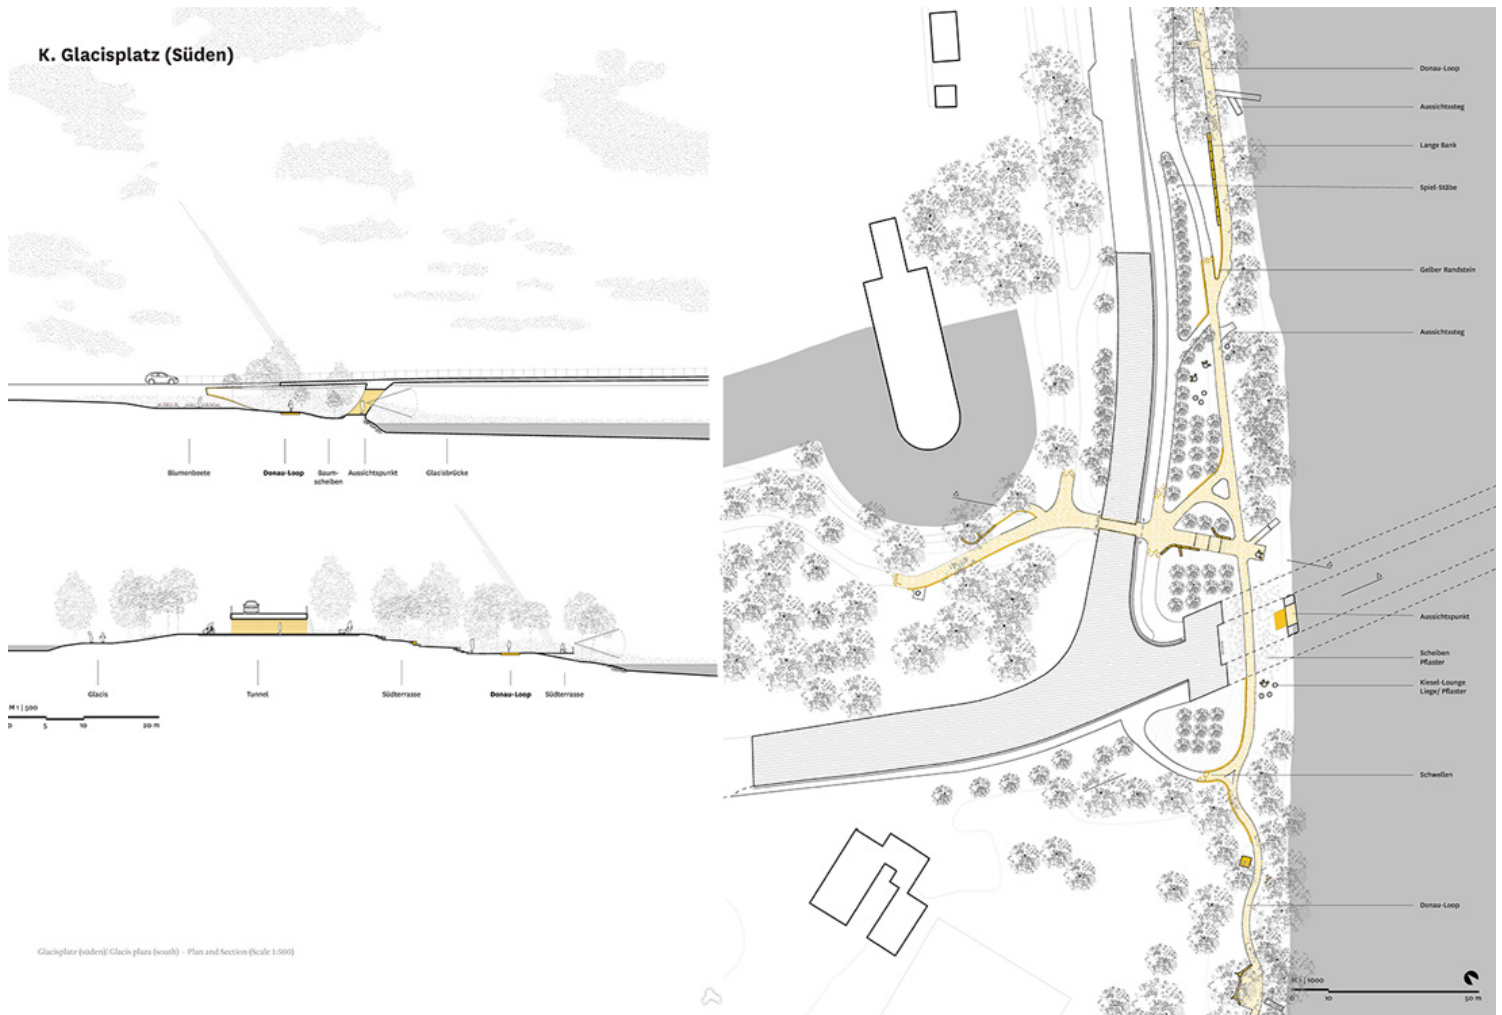 K. Glacisplatz (Süden)
Blumenbeete
Donau-Loop
Baum-
scheiben
Aussichtspunkt
Glacisbrücke
Glacis
Tunnel
Südterrasse
Donau-Loop
Südterrasse
M 1 | 500
0 5 10 20 m
Glacisplatz (süden)| Glacis plaza (south) - Plan and Section (Scale 1:500)
Donau-Loop
Aussichtssteg
Lange Bank
Spiel-Stäbe
Gelber Randstein
Aussichtssteg
Aussichtspunkt
Scheiben
Pflaster
Kiesel-Lounge
Liege/ Pflaster
Schwellen
Donau-Loop
M 1 | 1000
0 10 50 m